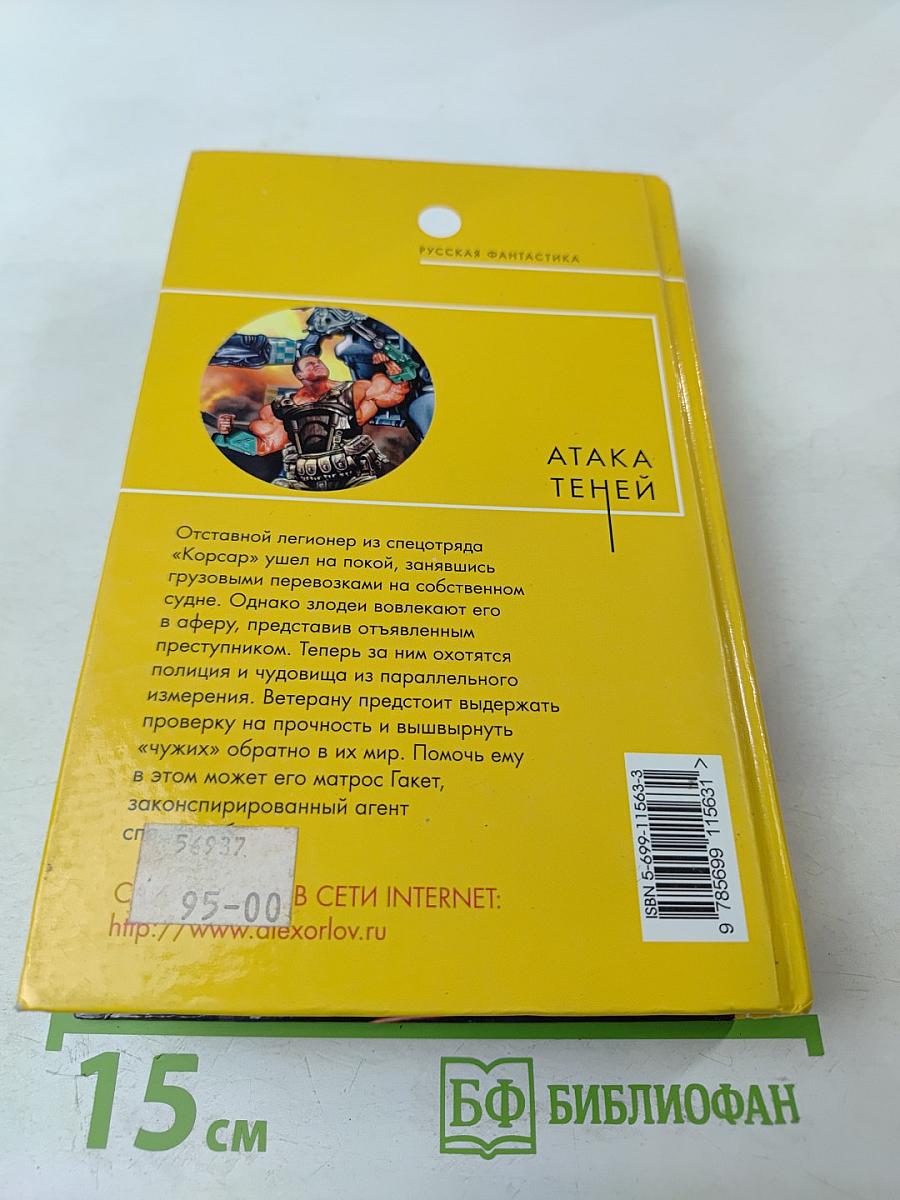 РУССКАЯ ФАНТАСТИКА
АТАКА
ТЕНЕЙ
Отставной легионер из спецотряда
«Корсар» ушел на покой, занявшись
грузовыми перевозками на собственном
судне. Однако злодеи вовлекают его
в аферу, представив отъявленным
преступником. Теперь за ним охотятся
полиция и чудовища из параллельного
измерения. Ветерану предстоит выдержать
проверку на прочность и вышвырнуть
«чужих» обратно в их мир. Помочь ему
в этом может его матрос Гакет,
законспирированный агент
56937
95-00
В СЕТИ INTERNET:
http://www.alexorlov.ru
ISBN 5-699-11563-3
9 785699 115631 >
15 см
БФ БИБЛИОФАН